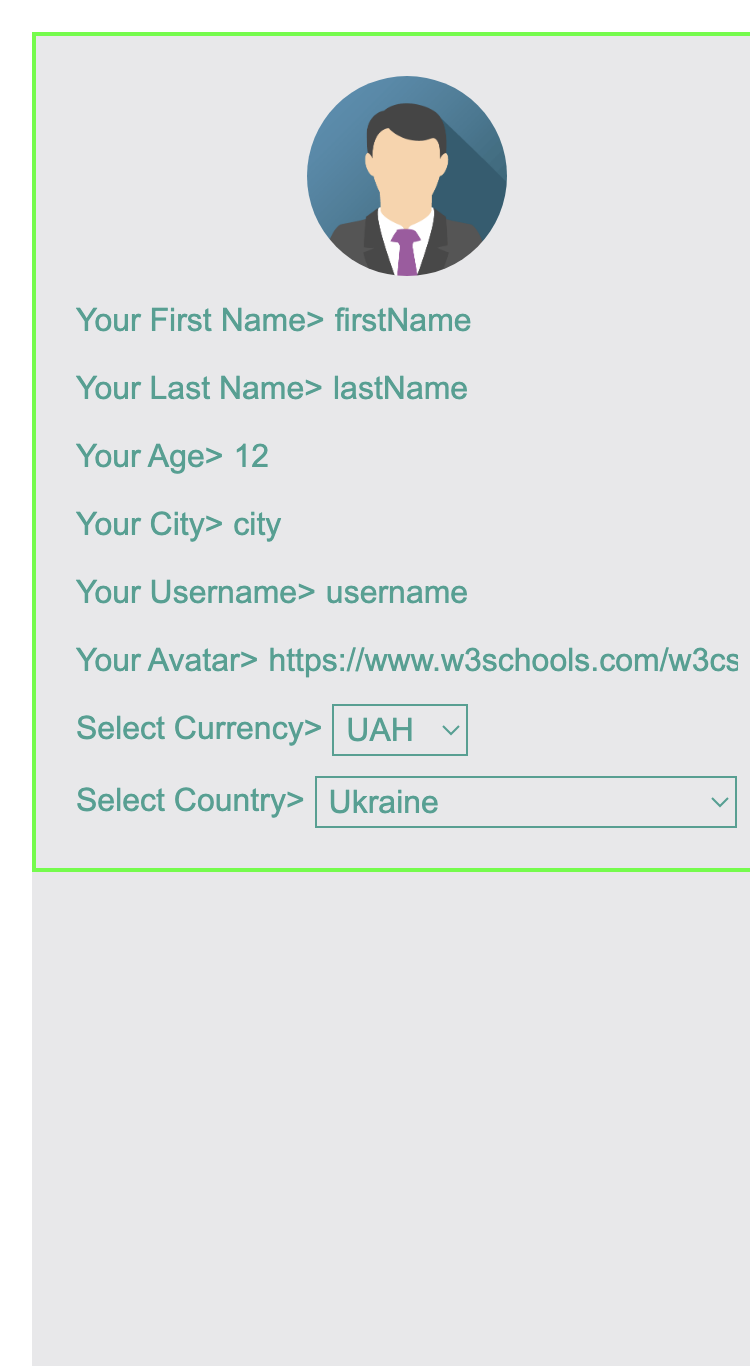 Your First Name> firstName
Your Last Name> lastName
Your Age> 12
Your City> city
Your Username> username
Your Avatar> https://www.w3schools.com/w3cs
Select Currency> UAH
Select Country> Ukraine